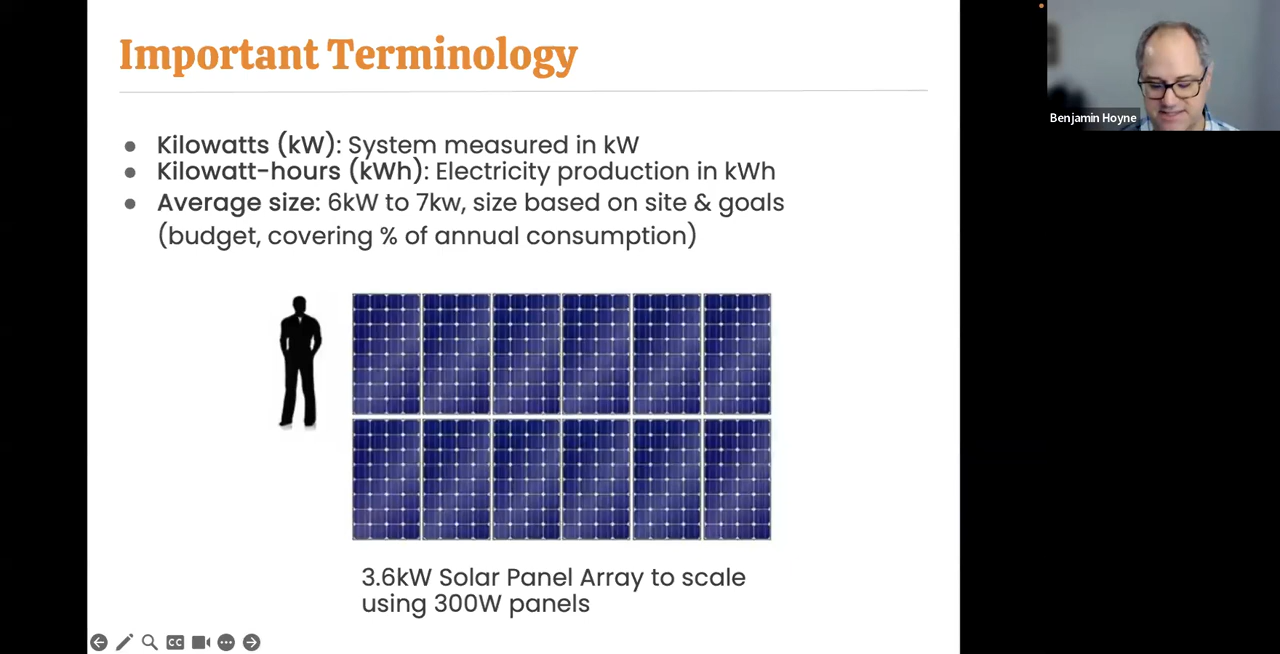 Important Terminology
Kilowatts (kW): System measured in kW
Kilowatt-hours (kWh): Electricity production in kWh
Average size: 6kW to 7kw, size based on site & goals
(budget, covering % of annual consumption)
3.6kW Solar Panel Array to scale
using 300W panels
Benjamin Hoyne
CC